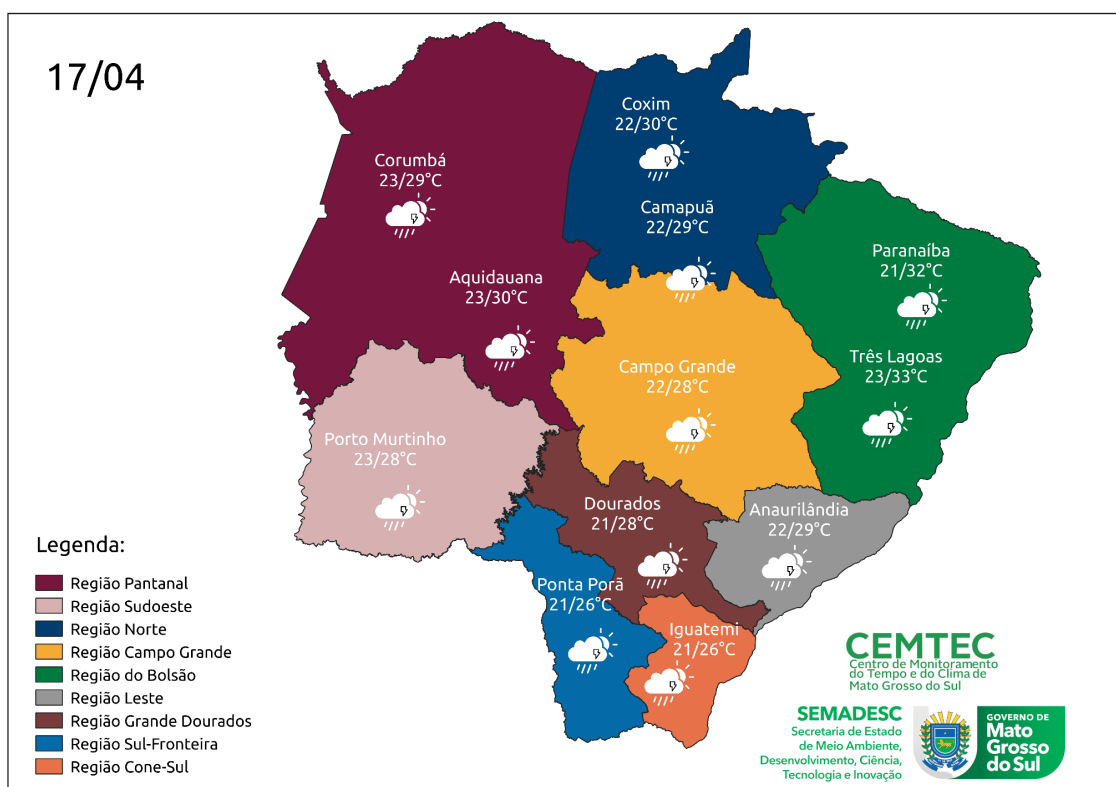 17/04
Coxim
22/30°C
Corumbá
23/29°C
Camapuã
22/29°C
Paranaíba
21/32°C
Aquidauana
23/30°C
Três Lagoas
23/33°C
Campo Grande
22/28°C
Porto Murtinho
23/28°C
Dourados
21/28°C
Anaurilândia
22/29°C
Ponta Porã
21/26°C
Iguatemi
21/26°C
Legenda:
Região Pantanal
Região Sudoeste
Região Norte
Região Campo Grande
Região do Bolsão
Região Leste
Região Grande Dourados
Região Sul-Fronteira
Região Cone-Sul
CEMTEC
Centro de Monitoramento
do Tempo e do Clima de
Mato Grosso do Sul
SEMADESC
Secretaria de Estado
de Meio Ambiente,
Desenvolvimento, Ciência,
Tecnologia e Inovação
GOVERNO DE
Mato
Grosso
do Sul